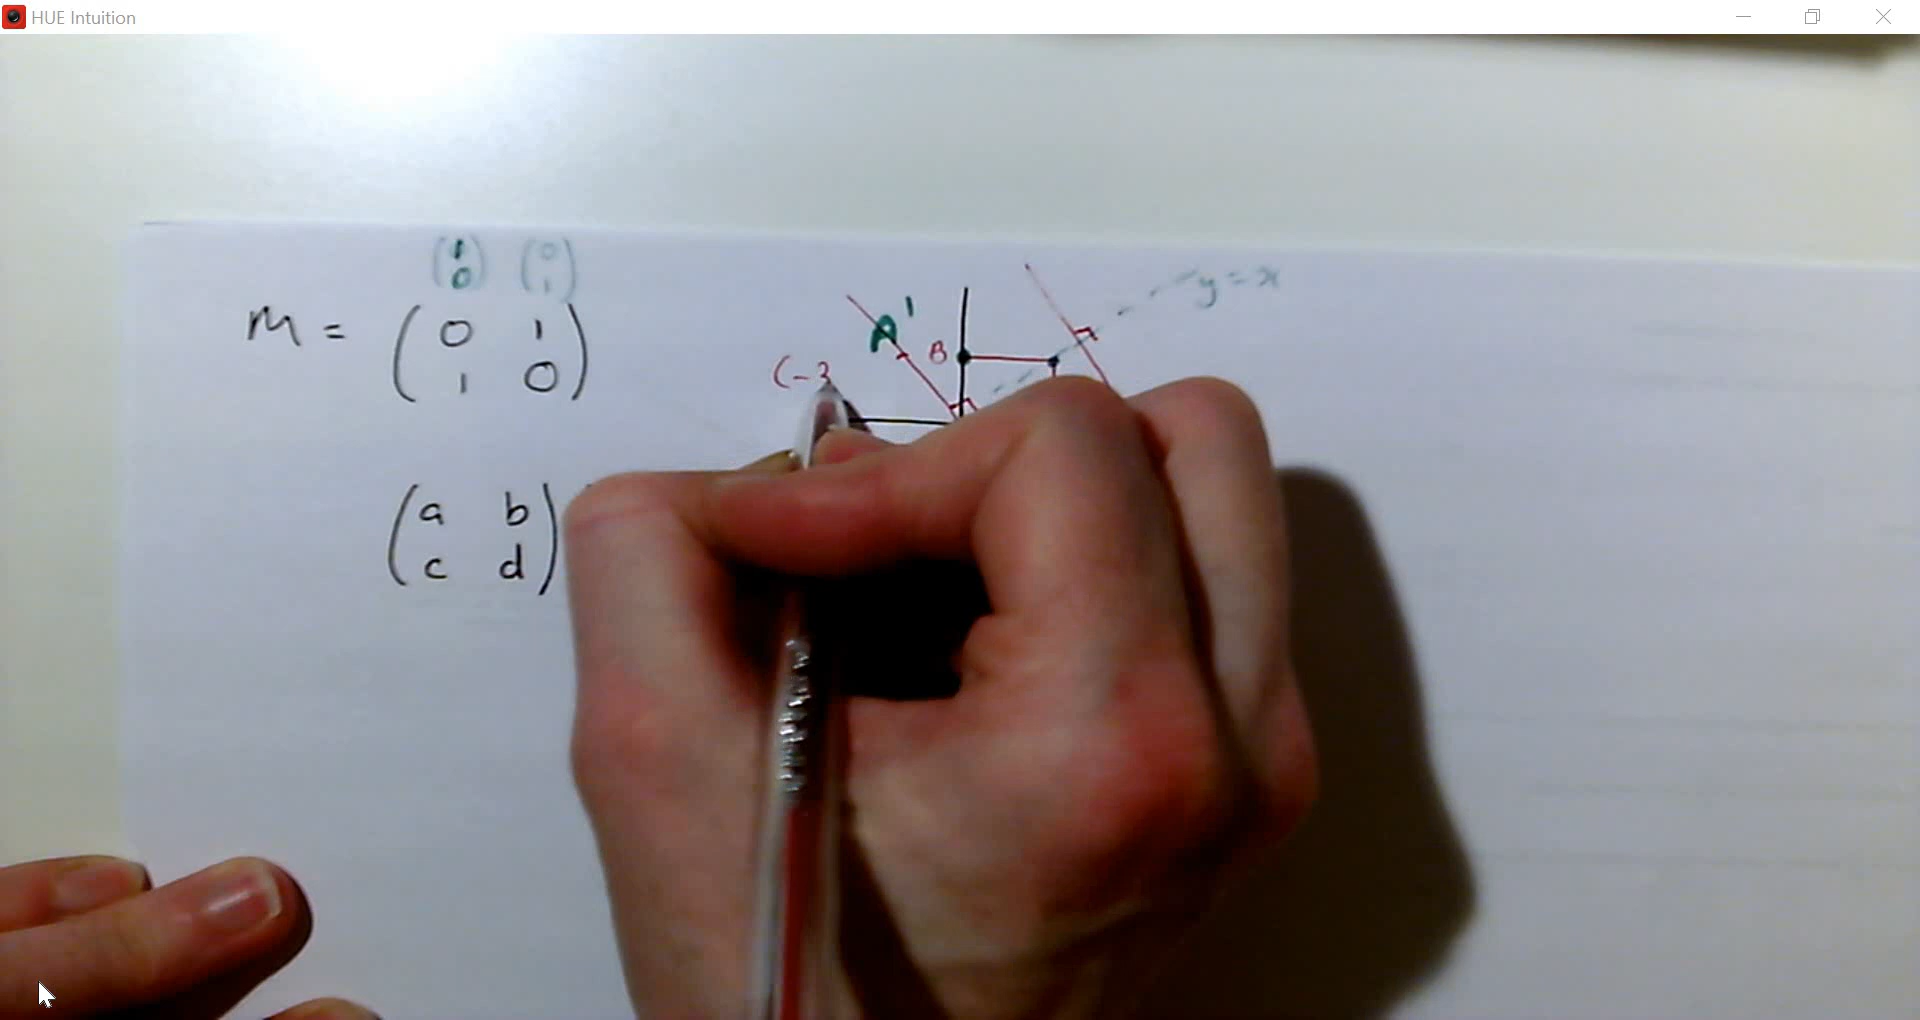 HUE Intuition
(1 0) (0 1)
M = (0 1
1 0)
A'
B
y = x
(-3
(a b
c d)